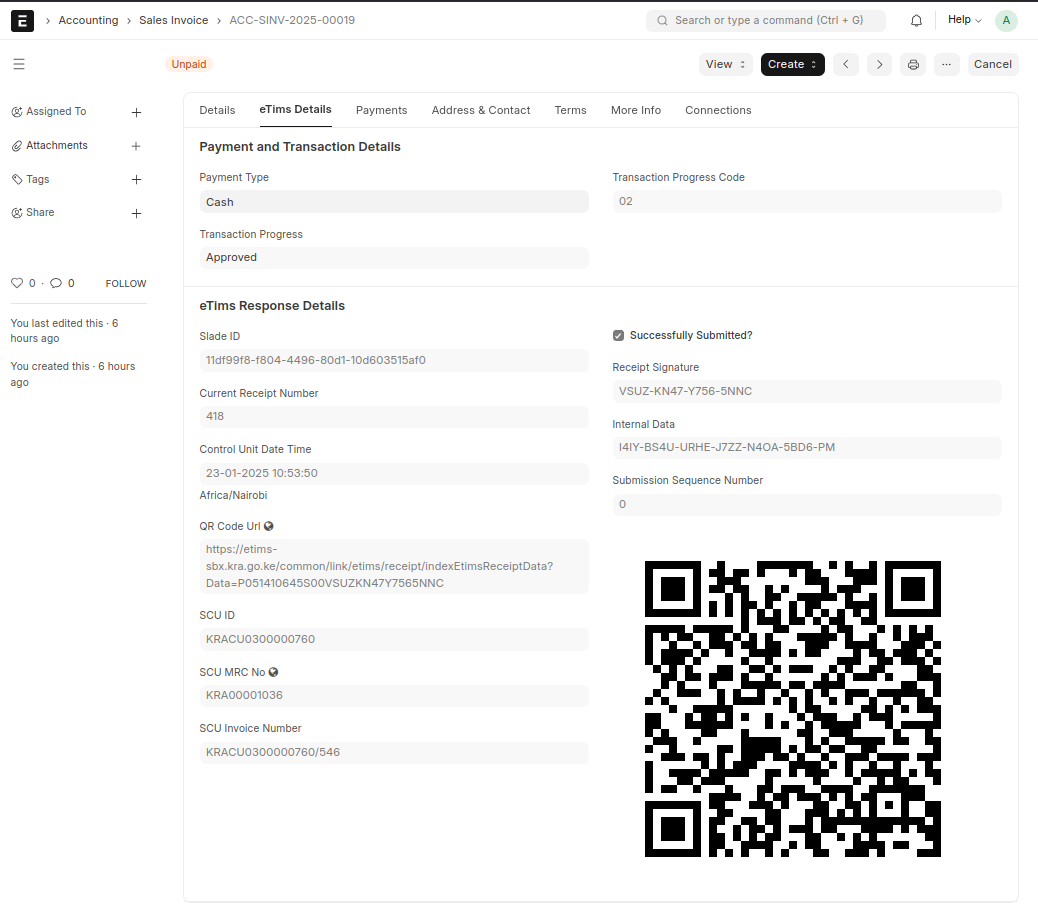 Accounting
Sales Invoice
ACC-SINV-2025-00019
Search or type a command (Ctrl + G)
Help
A
Unpaid
View
Create
...
Cancel
Assigned To
Attachments
Tags
Share
0 · 0
FOLLOW
You last edited this · 6
hours ago
You created this · 6 hours
ago
Details
eTims Details
Payments
Address & Contact
Terms
More Info
Connections
Payment and Transaction Details
Payment Type
Cash
Transaction Progress
Approved
Transaction Progress Code
02
eTims Response Details
Slade ID
11df99f8-f804-4496-80d1-10d603515af0
Current Receipt Number
418
Control Unit Date Time
23-01-2025 10:53:50
Africa/Nairobi
QR Code Url
https://etims-
sbx.kra.go.ke/common/link/etims/receipt/indexEtimsReceiptData?
Data=P051410645S00VSUZKN47Y7565NNC
SCU ID
KRACU0300000760
SCU MRC No
KRA00001036
SCU Invoice Number
KRACU0300000760/546
Successfully Submitted?
Receipt Signature
VSUZ-KN47-Y756-5NNC
Internal Data
I4IY-BS4U-URHE-J7ZZ-N4OA-5BD6-PM
Submission Sequence Number
0